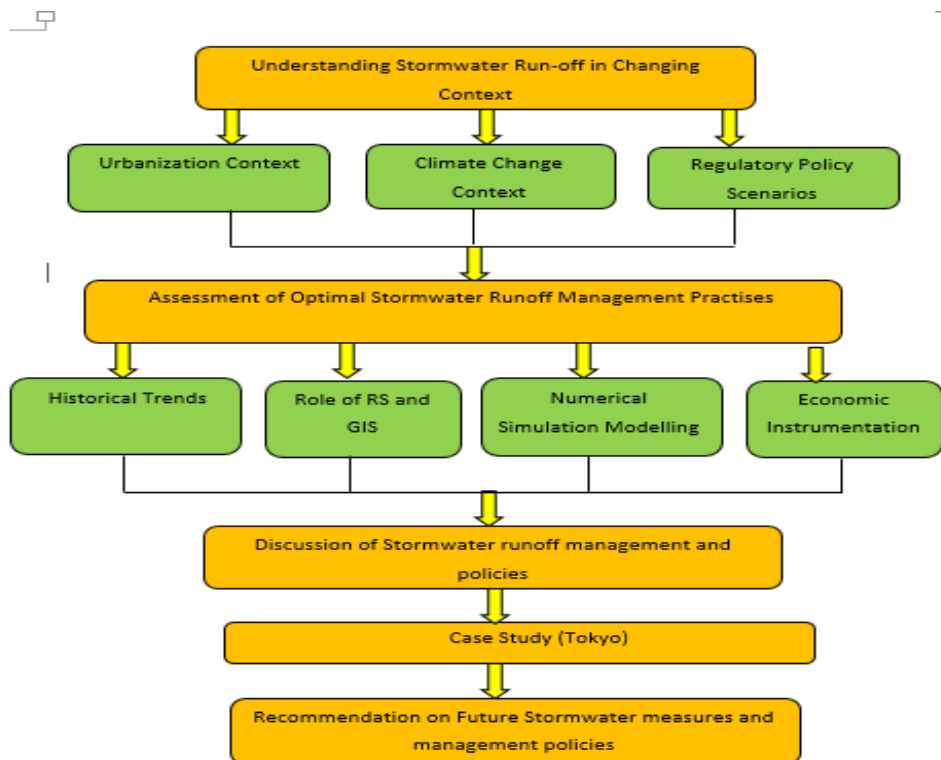 Understanding Stormwater Run-off in Changing
Context
Urbanization Context
Climate Change
Context
Regulatory Policy
Scenarios
Assessment of Optimal Stormwater Runoff Management Practises
Historical Trends
Role of RS and
GIS
Numerical
Simulation Modelling
Economic
Instrumentation
Discussion of Stormwater runoff management and
policies
Case Study (Tokyo)
Recommendation on Future Stormwater measures and
management policies